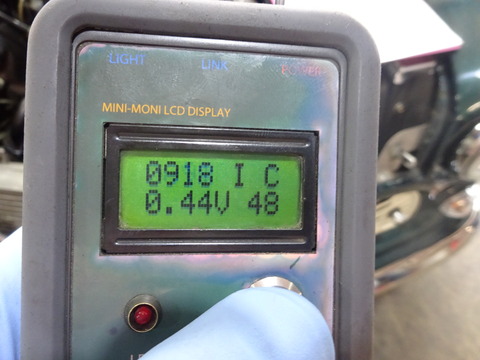 LIGHT LINK POWER
MINI-MONI LCD DISPLAY
0918 I C
0.44V 48